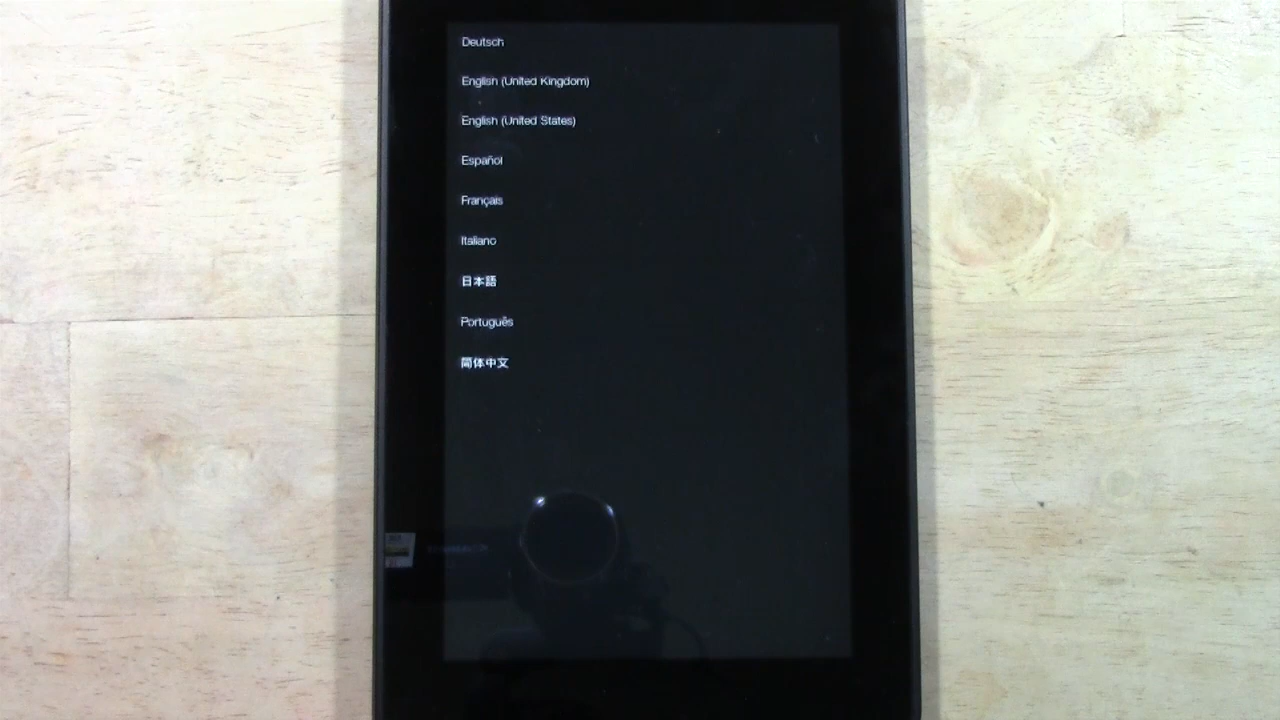 Deutsch
English (United Kingdom)
English (United States)
Español
Français
Italiano
日本語
Português
简体中文